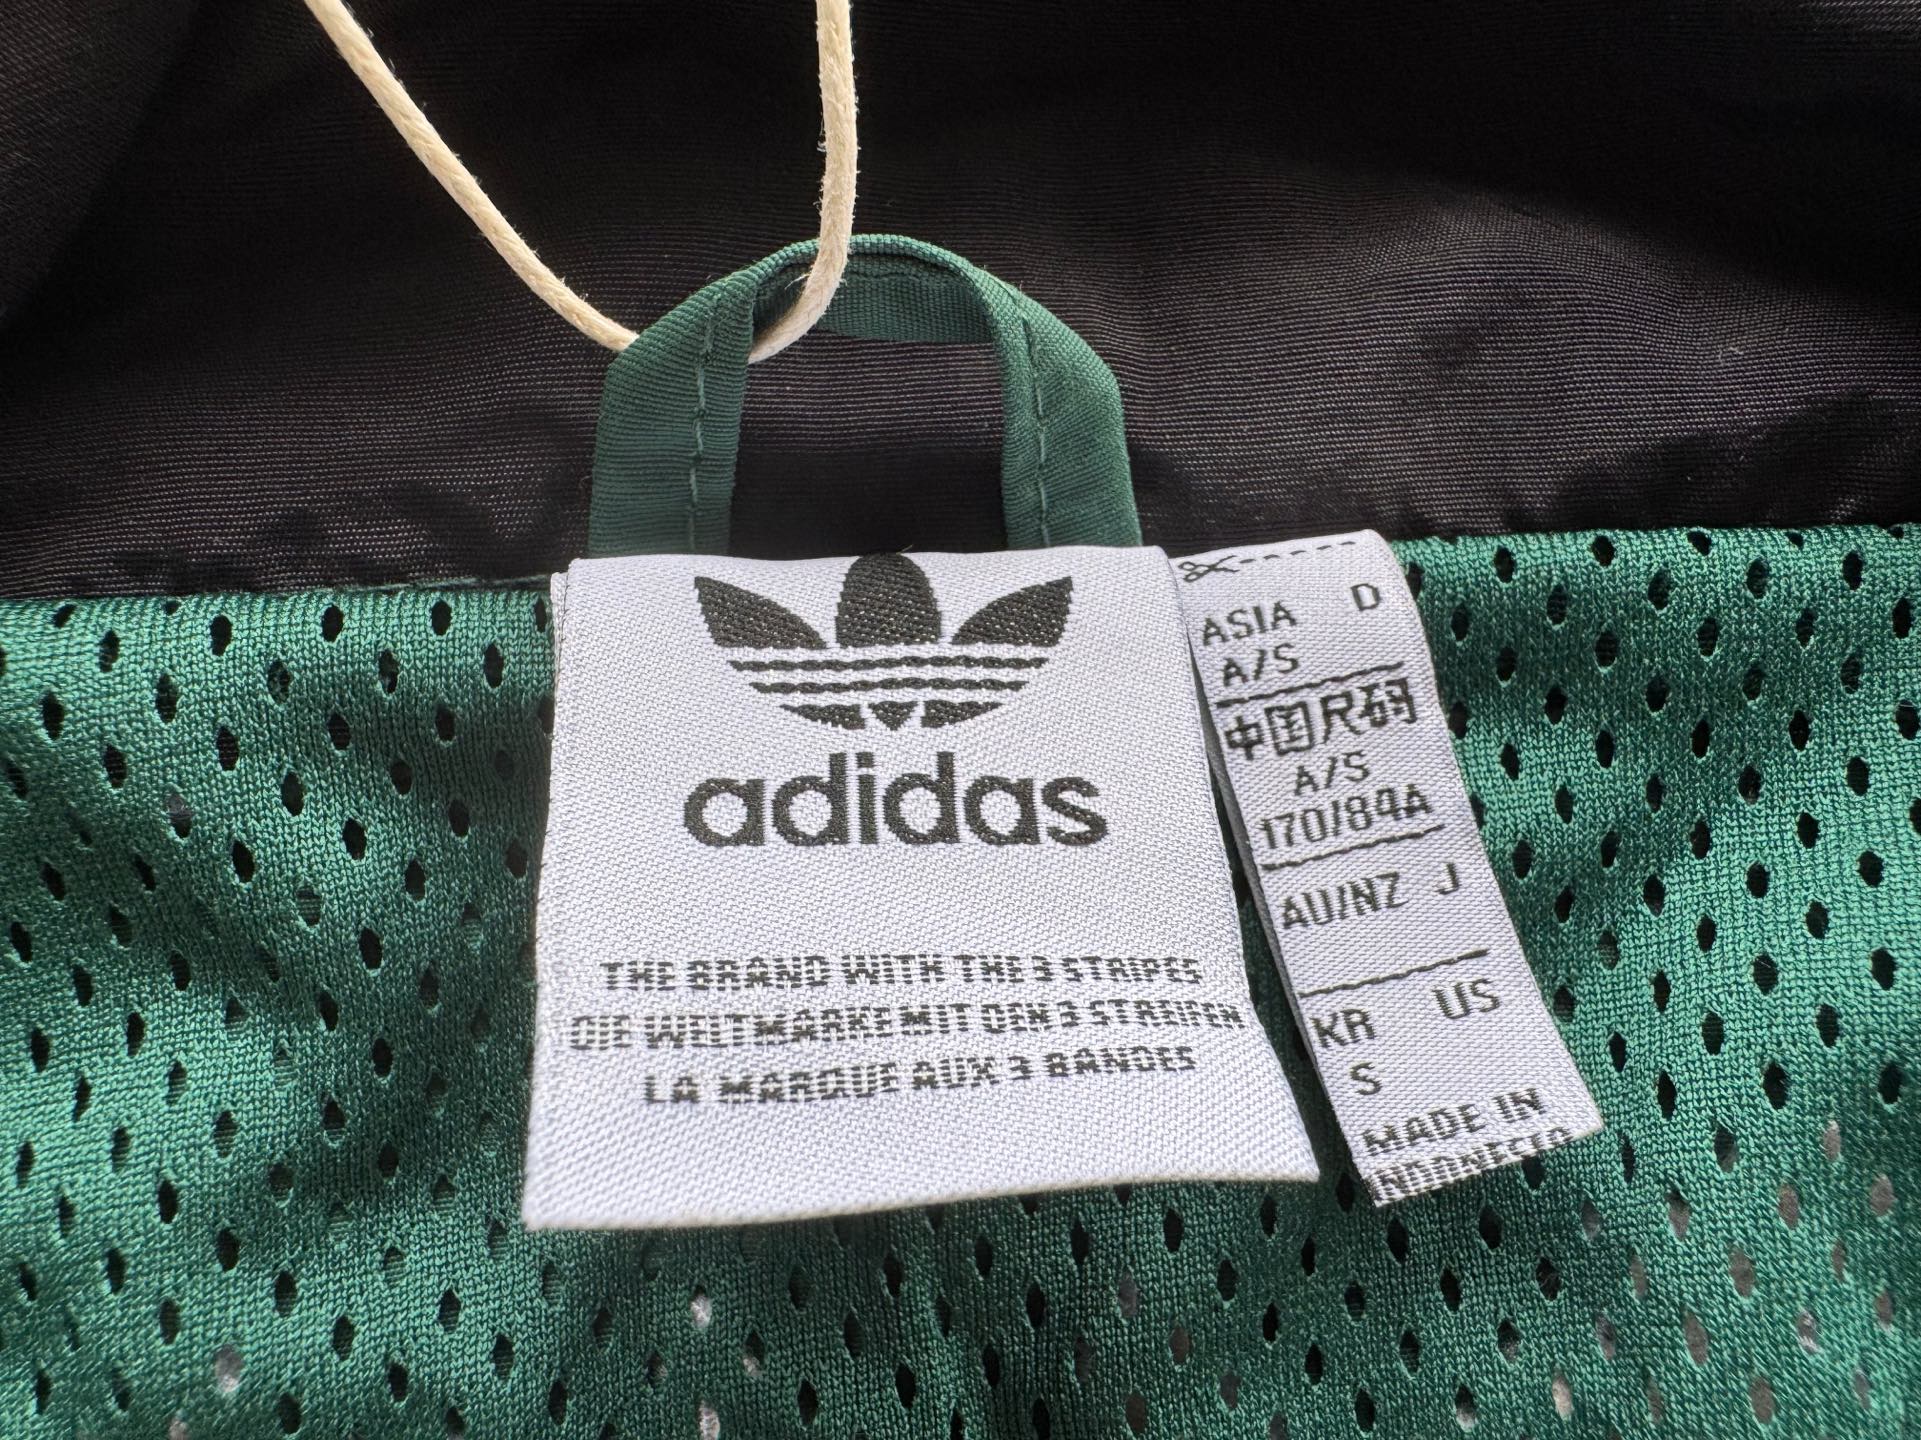 adidas
THE BRAND WITH THE 3 STRIPES
DIE WELTMARKE MIT DEN 3 STREIFEN
LA MARQUE AUX 3 BANDES
ASIA D
A/S
中国尺码
A/S
170/84A
AU/NZ J
KR US
S
MADE IN
INDONESIA